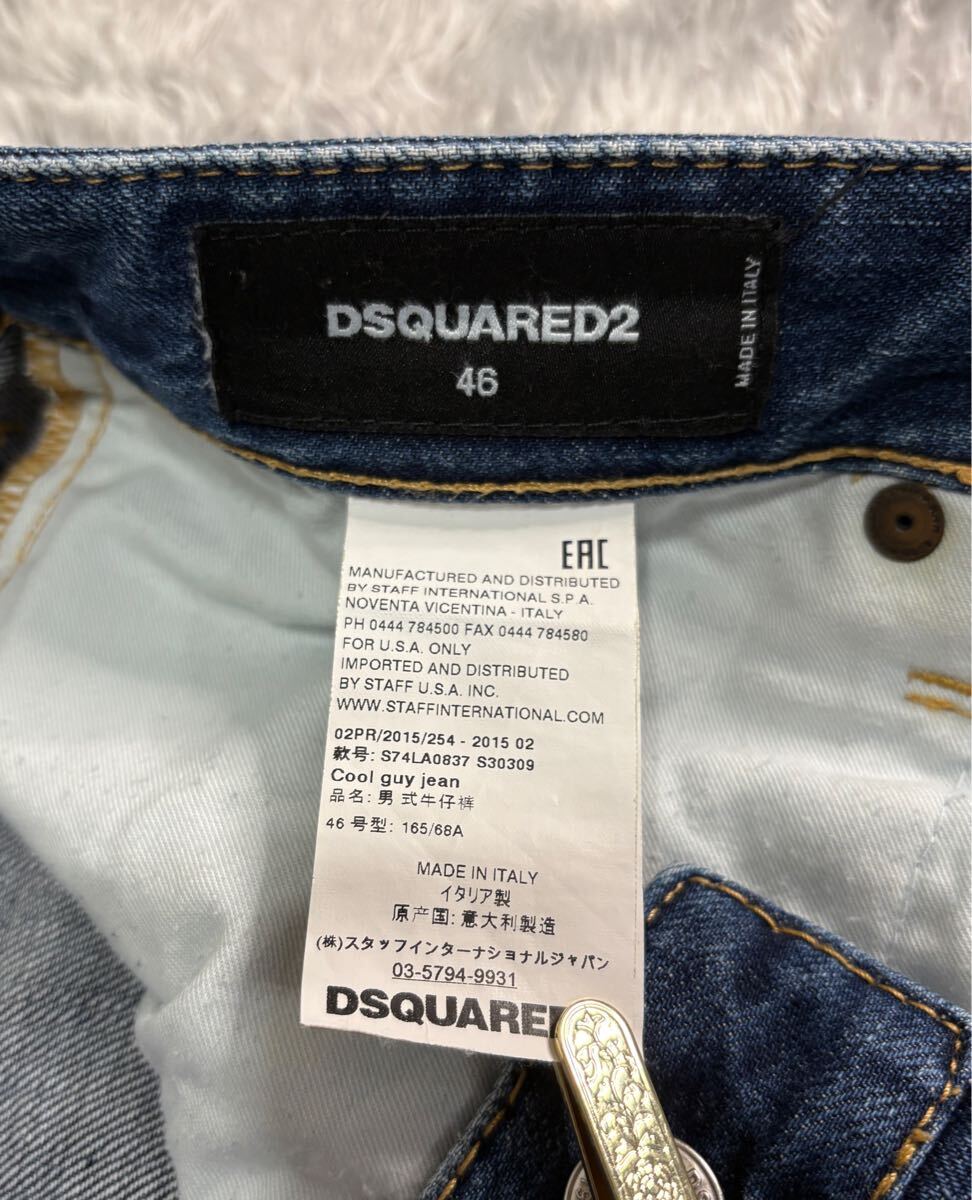 DSQUARED2
46
MADE IN ITALY
EAC
MANUFACTURED AND DISTRIBUTED
BY STAFF INTERNATIONAL S.P.A.
NOVENTA VICENTINA - ITALY
PH 0444 784500 FAX 0444 784580
FOR U.S.A. ONLY
IMPORTED AND DISTRIBUTED
BY STAFF U.S.A. INC.
WWW.STAFFINTERNATIONAL.COM
02PR/2015/254 - 2015 02
款号: S74LA0837 S30309
Cool guy jean
品名: 男 式牛仔裤
46 号型: 165/68A
MADE IN ITALY
イタリア製
原产国: 意大利製造
(株)スタッフインターナショナルジャパン
03-5794-9931
DSQUARE